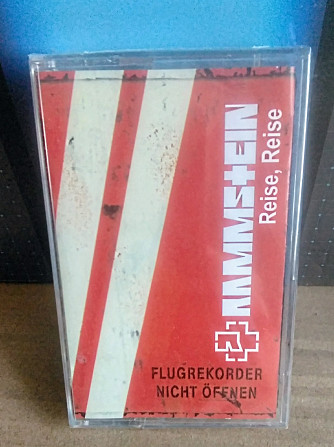 RAMMSTEIN
Reise, Reise
FLUGREKORDER
NICHT ÖFFNEN